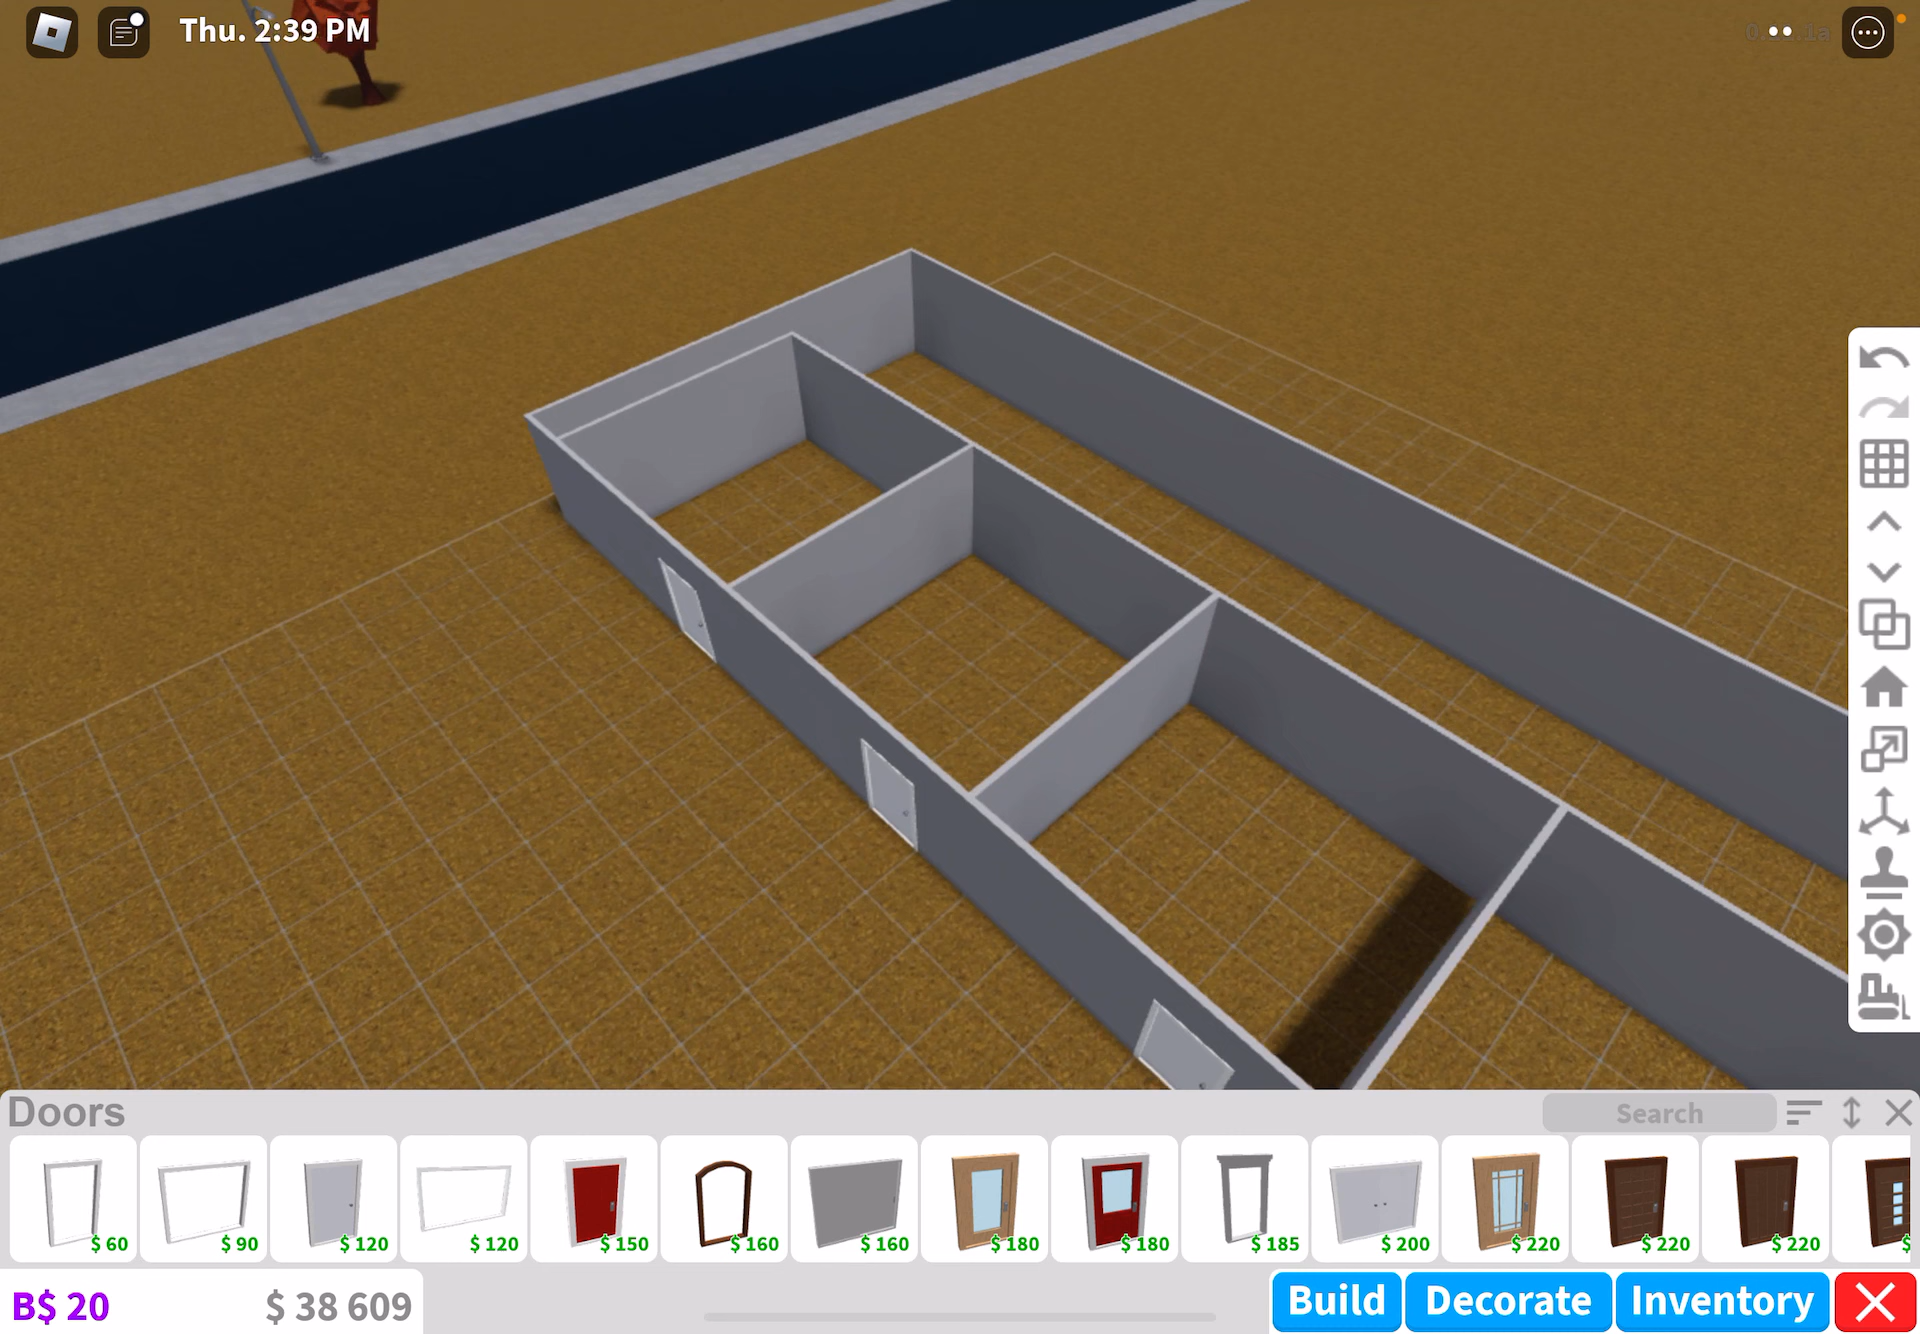 Thu. 2:39 PM
Doors
Search
$ 60
$ 90
$ 120
$ 120
$ 150
$ 160
$ 160
$ 180
$ 180
$ 185
$ 200
$ 220
$ 220
$ 220
$
B$ 20
$ 38 609
Build
Decorate
Inventory